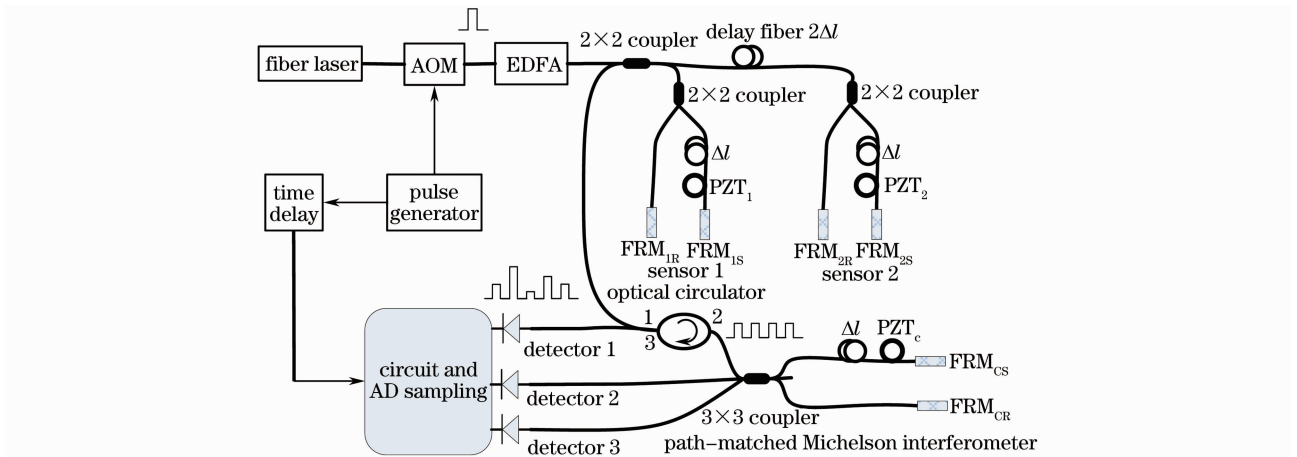 fiber laser
AOM
EDFA
2×2 coupler
delay fiber 2Δl
2×2 coupler
2×2 coupler
Δl
PZT₁
Δl
PZT₂
time
delay
pulse
generator
FRM₁R FRM₁S
sensor 1
FRM₂R FRM₂S
sensor 2
optical circulator
1
2
3
detector 1
circuit and
AD sampling
detector 2
detector 3
3×3 coupler
Δl
PZTc
FRMCS
FRMCR
path-matched Michelson interferometer